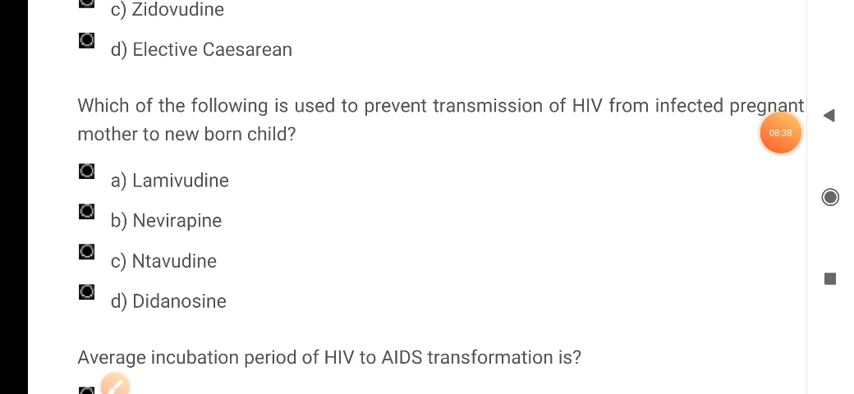 c) Zidovudine
d) Elective Caesarean
Which of the following is used to prevent transmission of HIV from infected pregnant
mother to new born child?
08:38
a) Lamivudine
b) Nevirapine
c) Ntavudine
d) Didanosine
Average incubation period of HIV to AIDS transformation is?